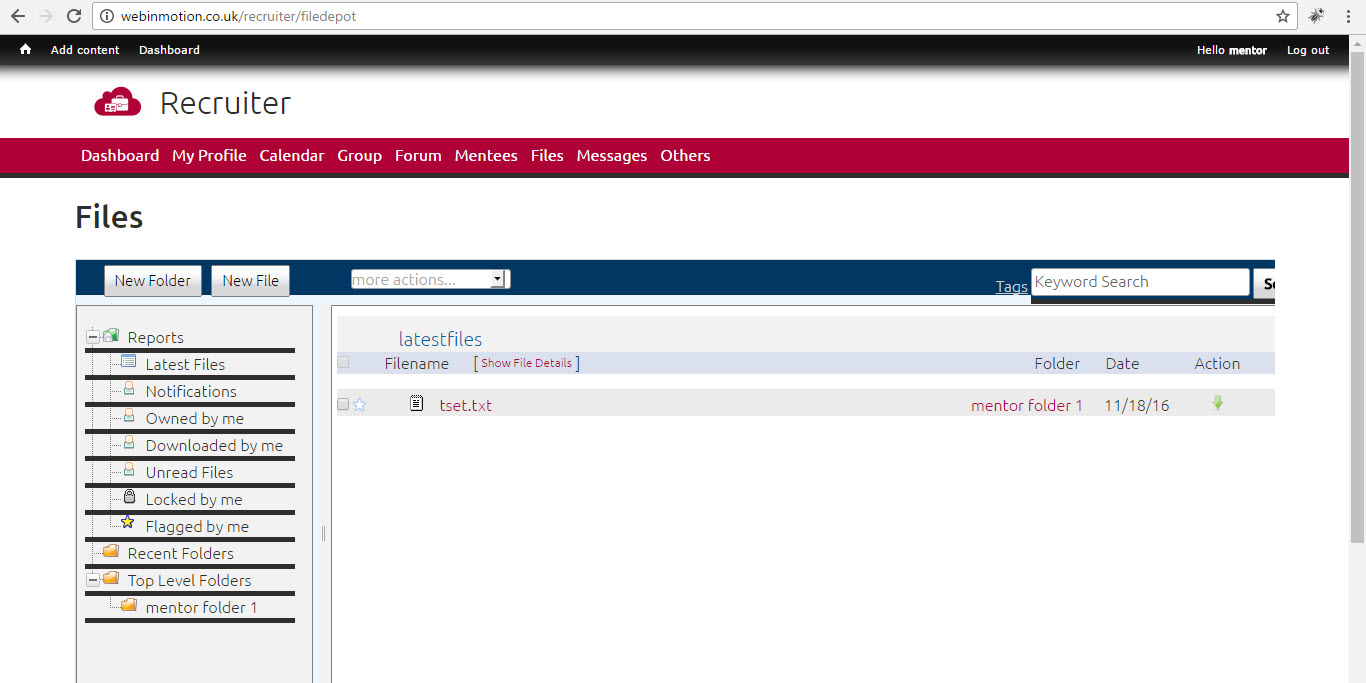 webinmotion.co.uk/recruiter/filedepot
Add content Dashboard Hello mentor Log out
Recruiter
Dashboard My Profile Calendar Group Forum Mentees Files Messages Others
Files
New Folder New File more actions... Tags Keyword Search
Reports
Latest Files
Notifications
Owned by me
Downloaded by me
Unread Files
Locked by me
Flagged by me
Recent Folders
Top Level Folders
mentor folder 1
latestfiles
Filename [ Show File Details ] Folder Date Action
tset.txt mentor folder 1 11/18/16